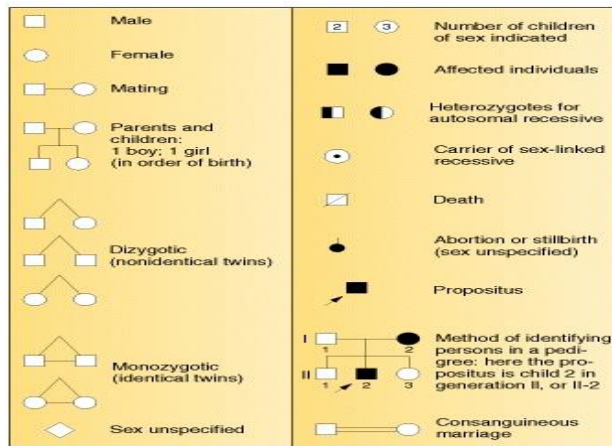 Male
Female
Mating
Parents and
children:
1 boy; 1 girl
(in order of birth)
Dizygotic
(nonidentical twins)
Monozygotic
(identical twins)
Sex unspecified
2 3
Number of children
of sex indicated
Affected individuals
Heterozygotes for
autosomal recessive
Carrier of sex-linked
recessive
Death
Abortion or stillbirth
(sex unspecified)
Propositus
I
1 2
II
1 2 3
Method of identifying
persons in a pedi-
gree: here the pro-
positus is child 2 in
generation II, or II-2
Consanguineous
marriage